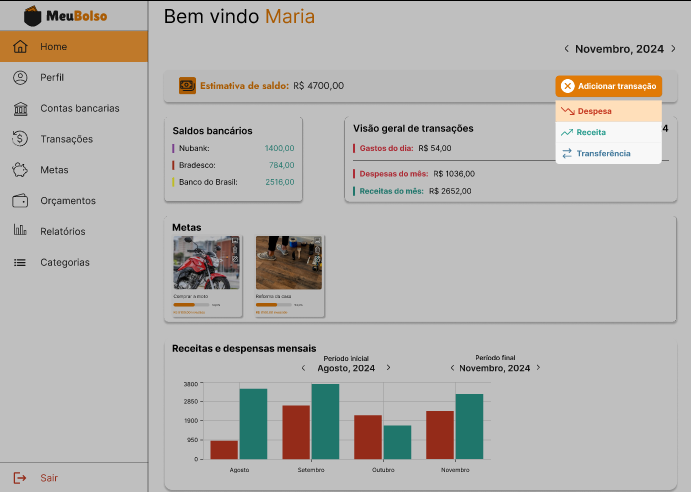 MeuBolso
Home
Perfil
Contas bancarias
Transações
Metas
Orçamentos
Relatórios
Categorias
Sair
Bem vindo Maria
Novembro, 2024
Estimativa de saldo: R$ 4700,00
Adicionar transação
Despesa
Receita
Transferência
Saldos bancários
Nubank: 1400,00
Bradesco: 784,00
Banco do Brasil: 2516,00
Visão geral de transações
4
Gastos do dia: R$ 54,00
Despesas do mês: R$ 1036,00
Receitas do mês: R$ 2652,00
Metas
Comprar a moto
Reforma da casa
Receitas e despensas mensais
Período inicial
Agosto, 2024
Período final
Novembro, 2024
3800
2850
1900
950
0
Agosto
Setembro
Outubro
Novembro